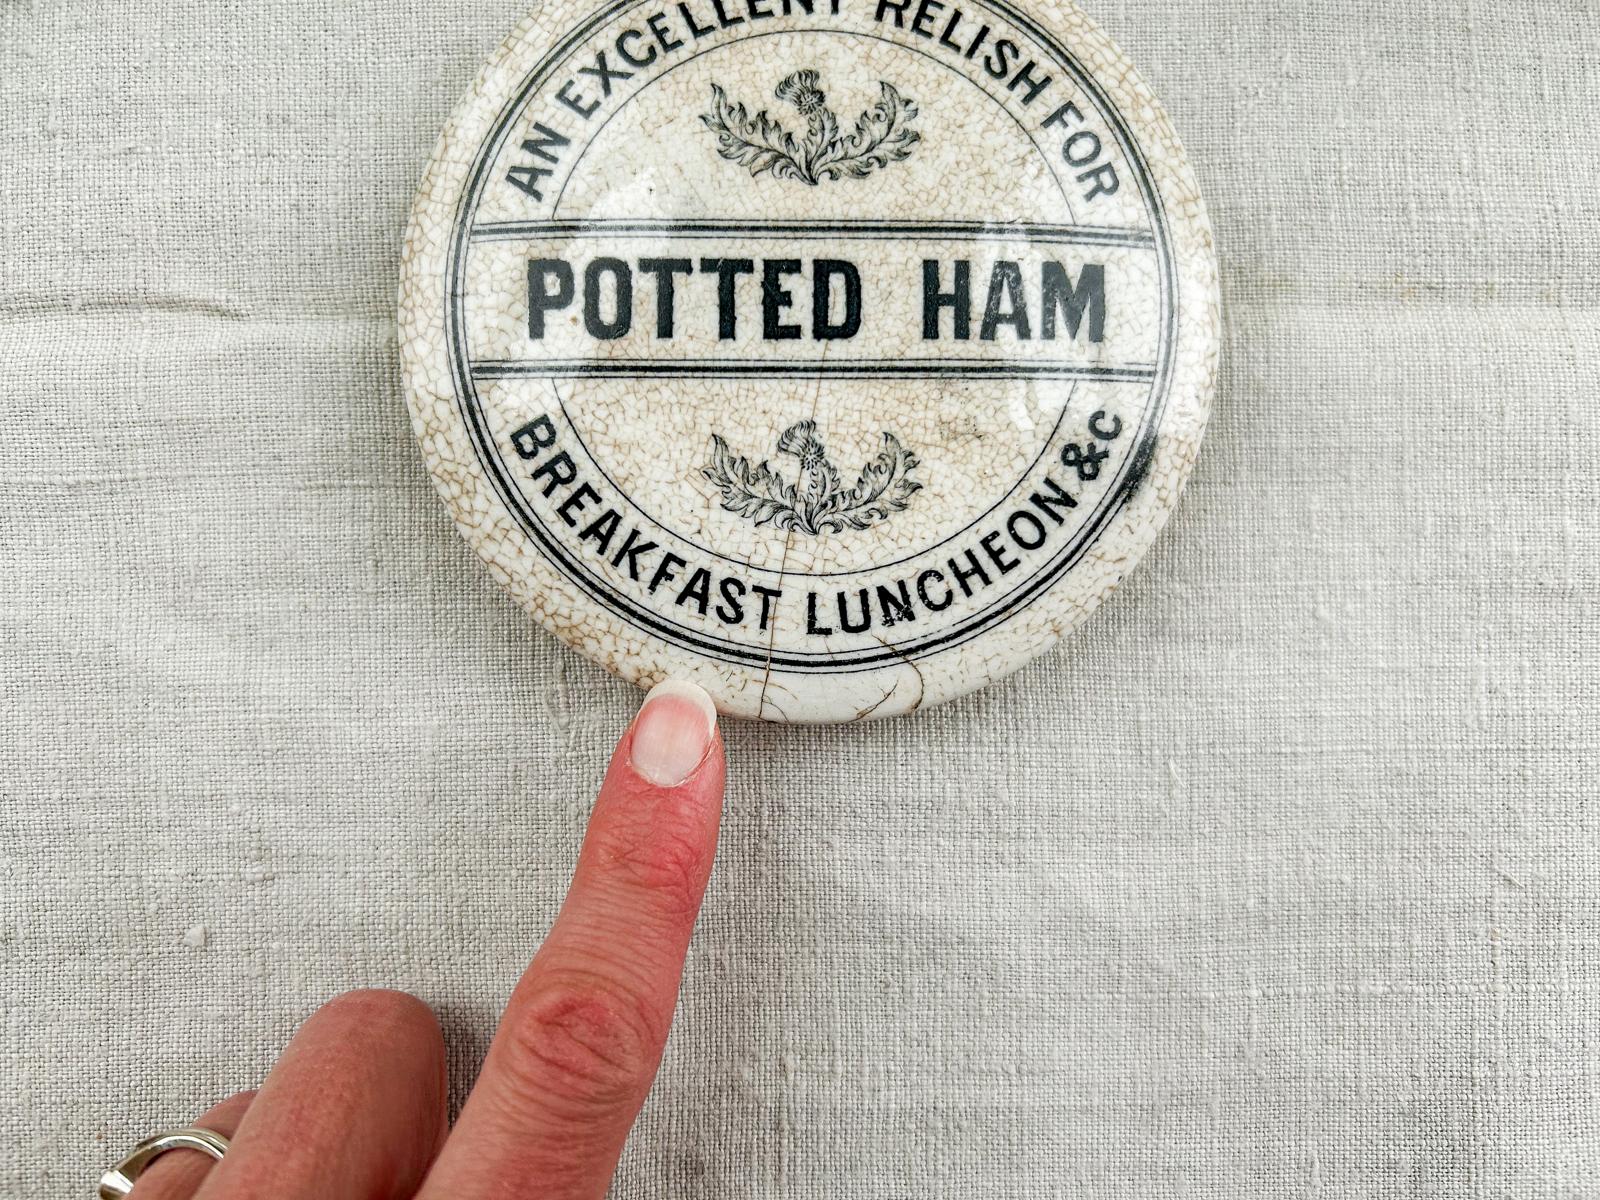 AN EXCELLENT RELISH FOR
POTTED HAM
BREAKFAST LUNCHEON &C